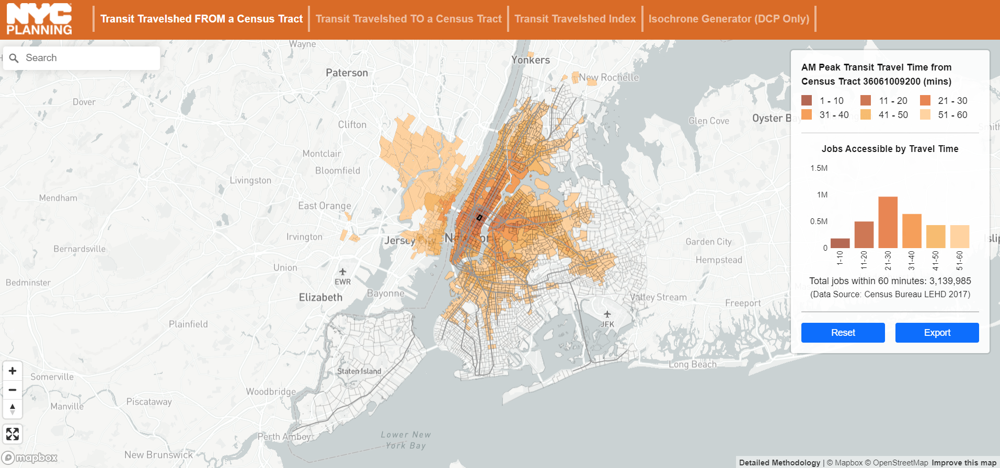 NYC
PLANNING
Transit Travelshed FROM a Census Tract
Transit Travelshed TO a Census Tract
Transit Travelshed Index
Isochrone Generator (DCP Only)
Search
Wayne
Yonkers
Paterson
New Rochelle
Dover
Clifton
Glen Cove
Oyster Bay
Montclair
Bloomfield
Livingston
Mendham
East Orange
Irvington
Jersey City
Bernardsville
Garden City
Hempstead
Union
EWR
Bedminster
Elizabeth
Bayonne
Valley Stream
Freeport
JFK
Plainfield
Long Beach
Staten Island
Somerville
Woodbridge
Piscataway
Manville
Perth Amboy
Lower New
York Bay
New Brunswick
AM Peak Transit Travel Time from
Census Tract 36061009200 (mins)
1 - 10
11 - 20
21 - 30
31 - 40
41 - 50
51 - 60
Jobs Accessible by Travel Time
1.5M
1M
0.5M
0
1-10
11-20
21-30
31-40
41-50
51-60
Total jobs within 60 minutes: 3,139,985
(Data Source: Census Bureau LEHD 2017)
Reset
Export
mapbox
Detailed Methodology | © Mapbox © OpenStreetMap Improve this map